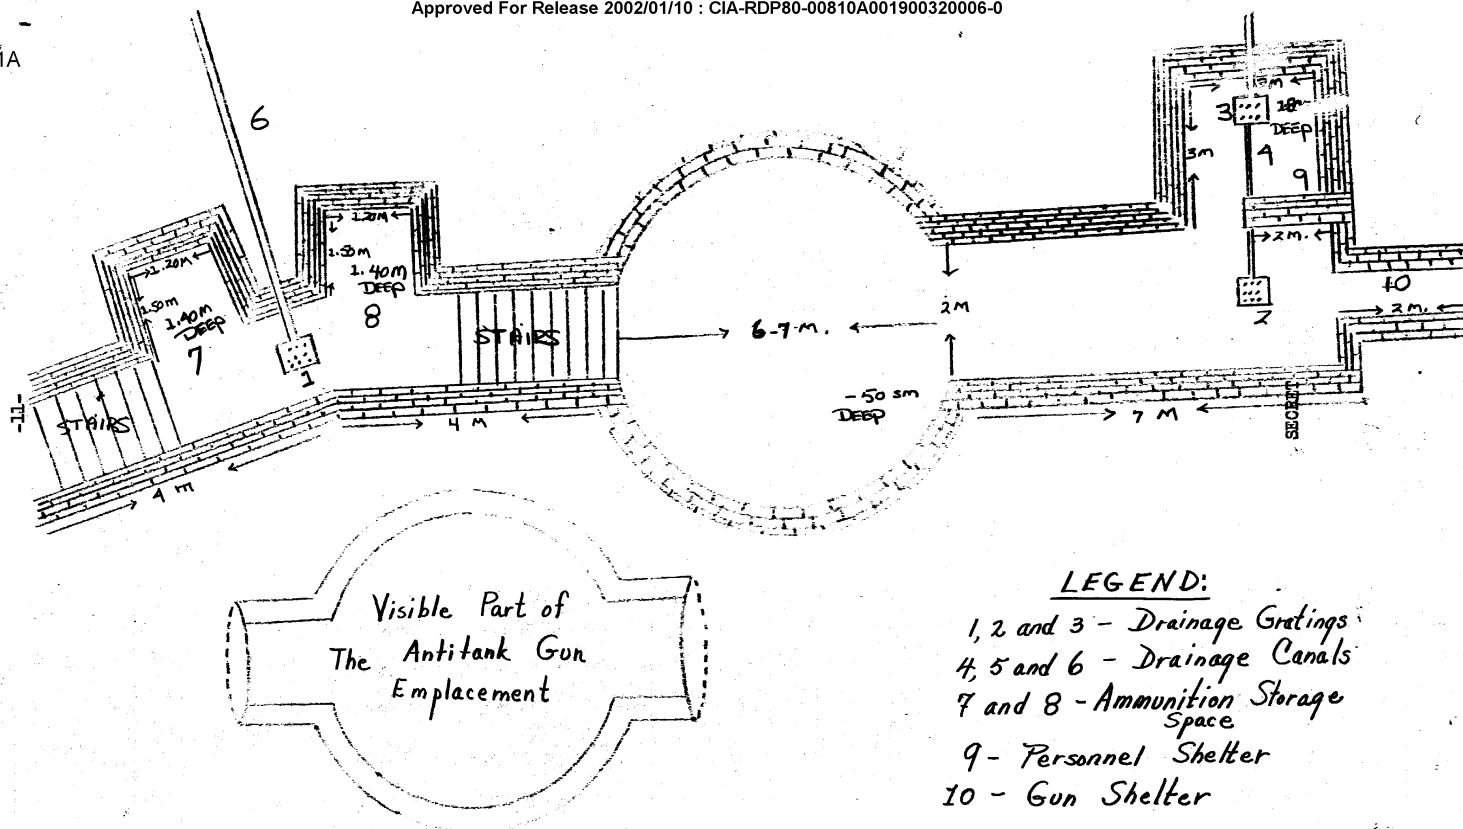 Approved For Release 2002/01/10 : CIA-RDP80-00810A001900320006-0
1A
6
3
3M
DEEP
4
9
2M.
10
2
2M.
1.20M
1.50M
1.40M
DEEP
8
1.20M
1.50M
1.40M
DEEP
7
1
STAIRS
STAIRS
6-7 M.
2M
-50 sm
DEEP
4 M
7 M
4 m
-11-
SECRET
Visible Part of
The Antitank Gun
Emplacement
LEGEND:
1, 2 and 3 - Drainage Gratings
4, 5 and 6 - Drainage Canals
7 and 8 - Ammunition Storage
Space
9 - Personnel Shelter
10 - Gun Shelter